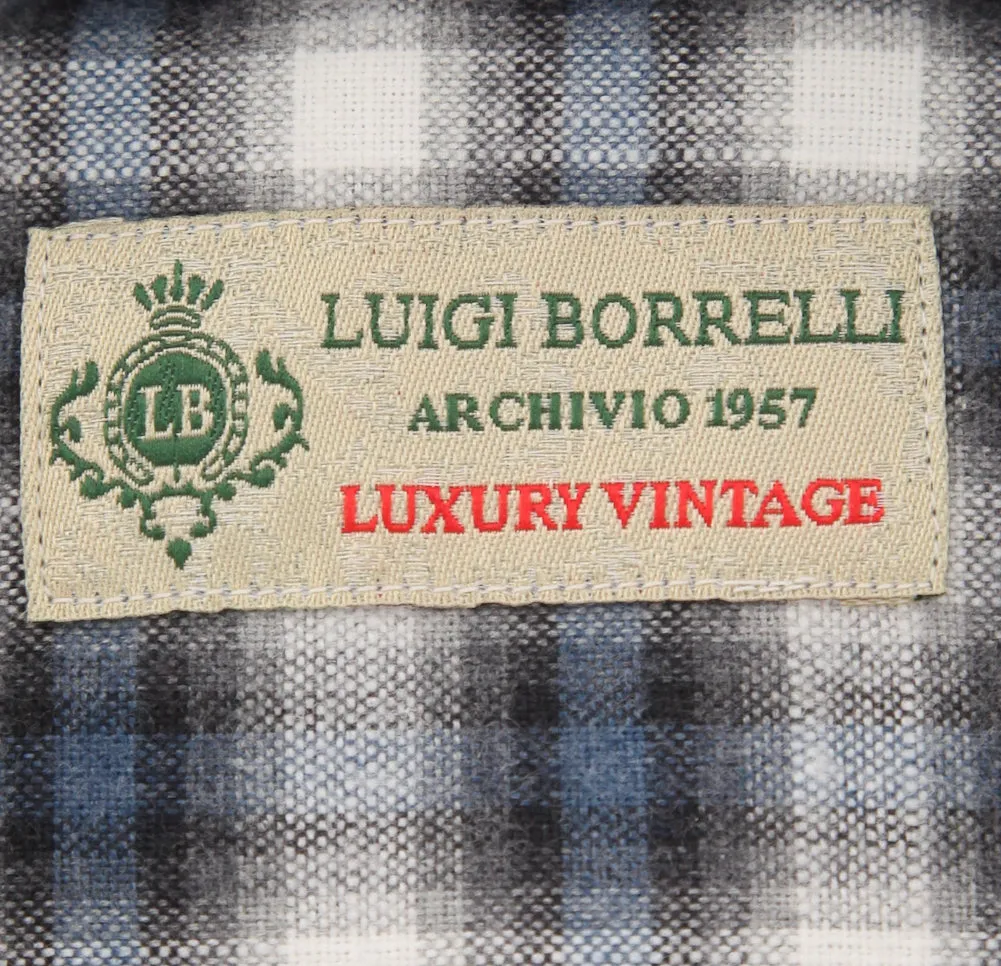 LB
LUIGI BORRELLI
ARCHIVIO 1957
LUXURY VINTAGE